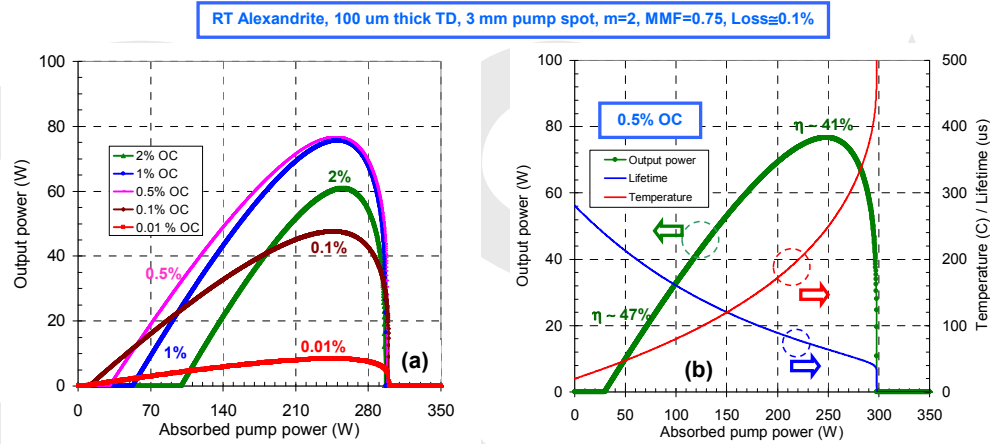 RT Alexandrite, 100 um thick TD, 3 mm pump spot, m=2, MMF=0.75, Loss≅0.1%
100
80
60
40
20
0
Output power (W)
2% OC
1% OC
0.5% OC
0.1% OC
0.01 % OC
2%
0.5%
0.1%
1%
0.01%
(a)
0 70 140 210 280 350
Absorbed pump power (W)
100
80
60
40
20
0
Output power (W)
0.5% OC
Output power
Lifetime
Temperature
η ~ 41%
η ~ 47%
(b)
500
400
300
200
100
0
Temperature (C) / Lifetime (us)
0 50 100 150 200 250 300 350
Absorbed pump power (W)